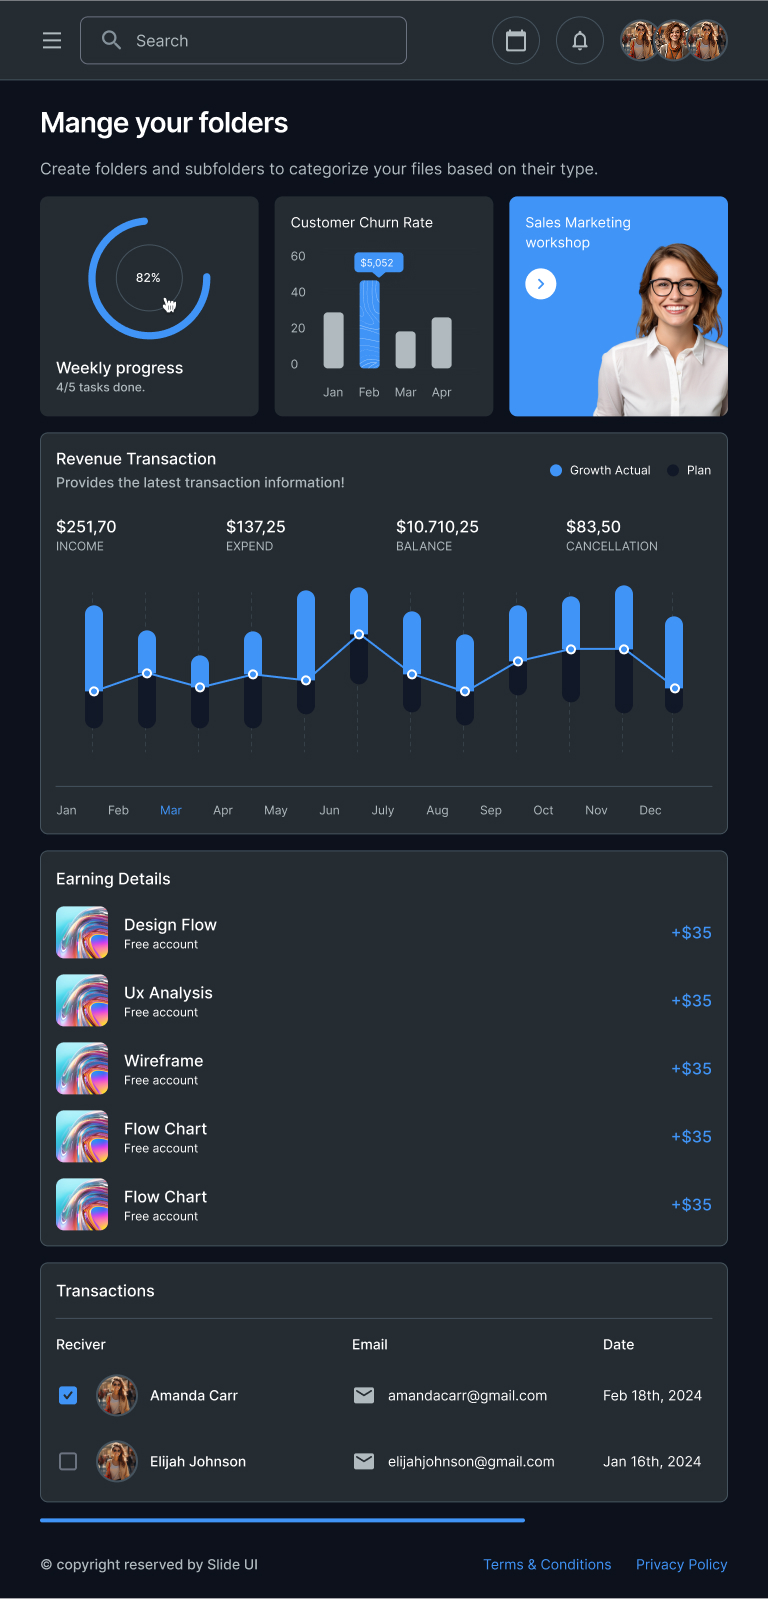 Search
Mange your folders
Create folders and subfolders to categorize your files based on their type.
82%
Weekly progress
4/5 tasks done.
Customer Churn Rate
60
$5,052
40
20
0
Jan Feb Mar Apr
Sales Marketing
workshop
Revenue Transaction
Provides the latest transaction information!
Growth Actual Plan
$251,70 $137,25 $10.710,25 $83,50
INCOME EXPEND BALANCE CANCELLATION
Jan Feb Mar Apr May Jun July Aug Sep Oct Nov Dec
Earning Details
Design Flow
Free account
+$35
Ux Analysis
Free account
+$35
Wireframe
Free account
+$35
Flow Chart
Free account
+$35
Flow Chart
Free account
+$35
Transactions
Reciver Email Date
Amanda Carr amandacarr@gmail.com Feb 18th, 2024
Elijah Johnson elijahjohnson@gmail.com Jan 16th, 2024
© copyright reserved by Slide UI Terms & Conditions Privacy Policy